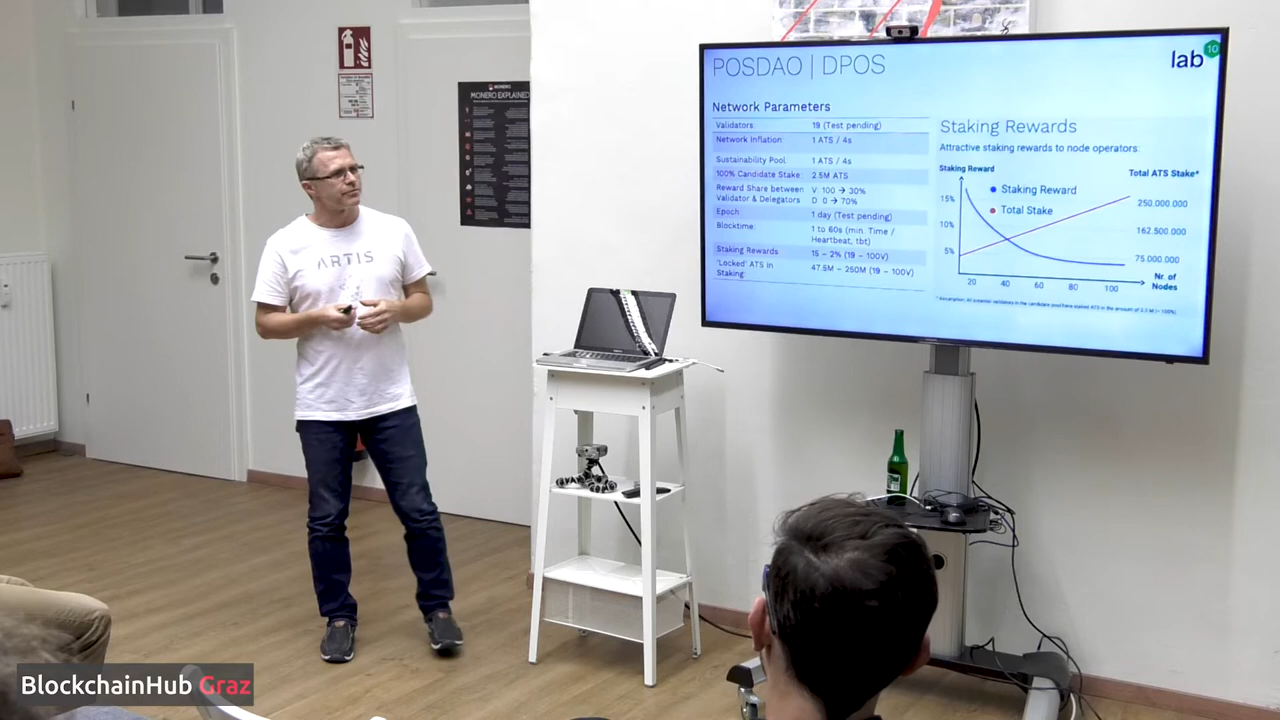 MONERO
MONERO EXPLAINED
ARTIS
POSDAO | DPOS
lab10
Network Parameters
Validators 19 (Test pending)
Network Inflation 1 ATS / 4s
Sustainability Pool 1 ATS / 4s
100% Candidate Stake: 2.5M ATS
Reward Share between V: 100 → 30%
Validator & Delegators D 0 → 70%
Epoch 1 day (Test pending)
Blocktime: 1 to 60s (min. Time /
Heartbeat, tbt)
Staking Rewards 15 – 2% (19 – 100V)
'Locked' ATS in 47.5M – 250M (19 – 100V)
Staking:
Staking Rewards
Attractive staking rewards to node operators:
Staking Reward Total ATS Stake*
Staking Reward
Total Stake
15%
10%
5%
250.000.000
162.500.000
75.000.000
20 40 60 80 100
Nr. of
Nodes
BlockchainHub Graz